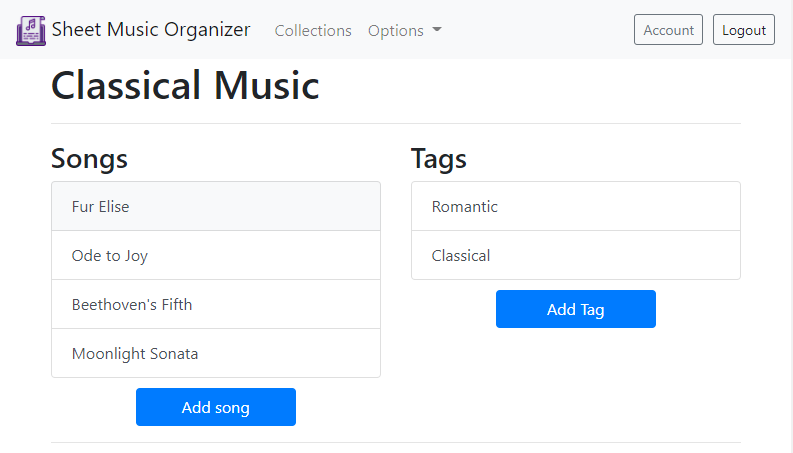 Sheet Music Organizer Collections Options Account Logout
Classical Music
Songs
Fur Elise
Ode to Joy
Beethoven's Fifth
Moonlight Sonata
Add song
Tags
Romantic
Classical
Add Tag